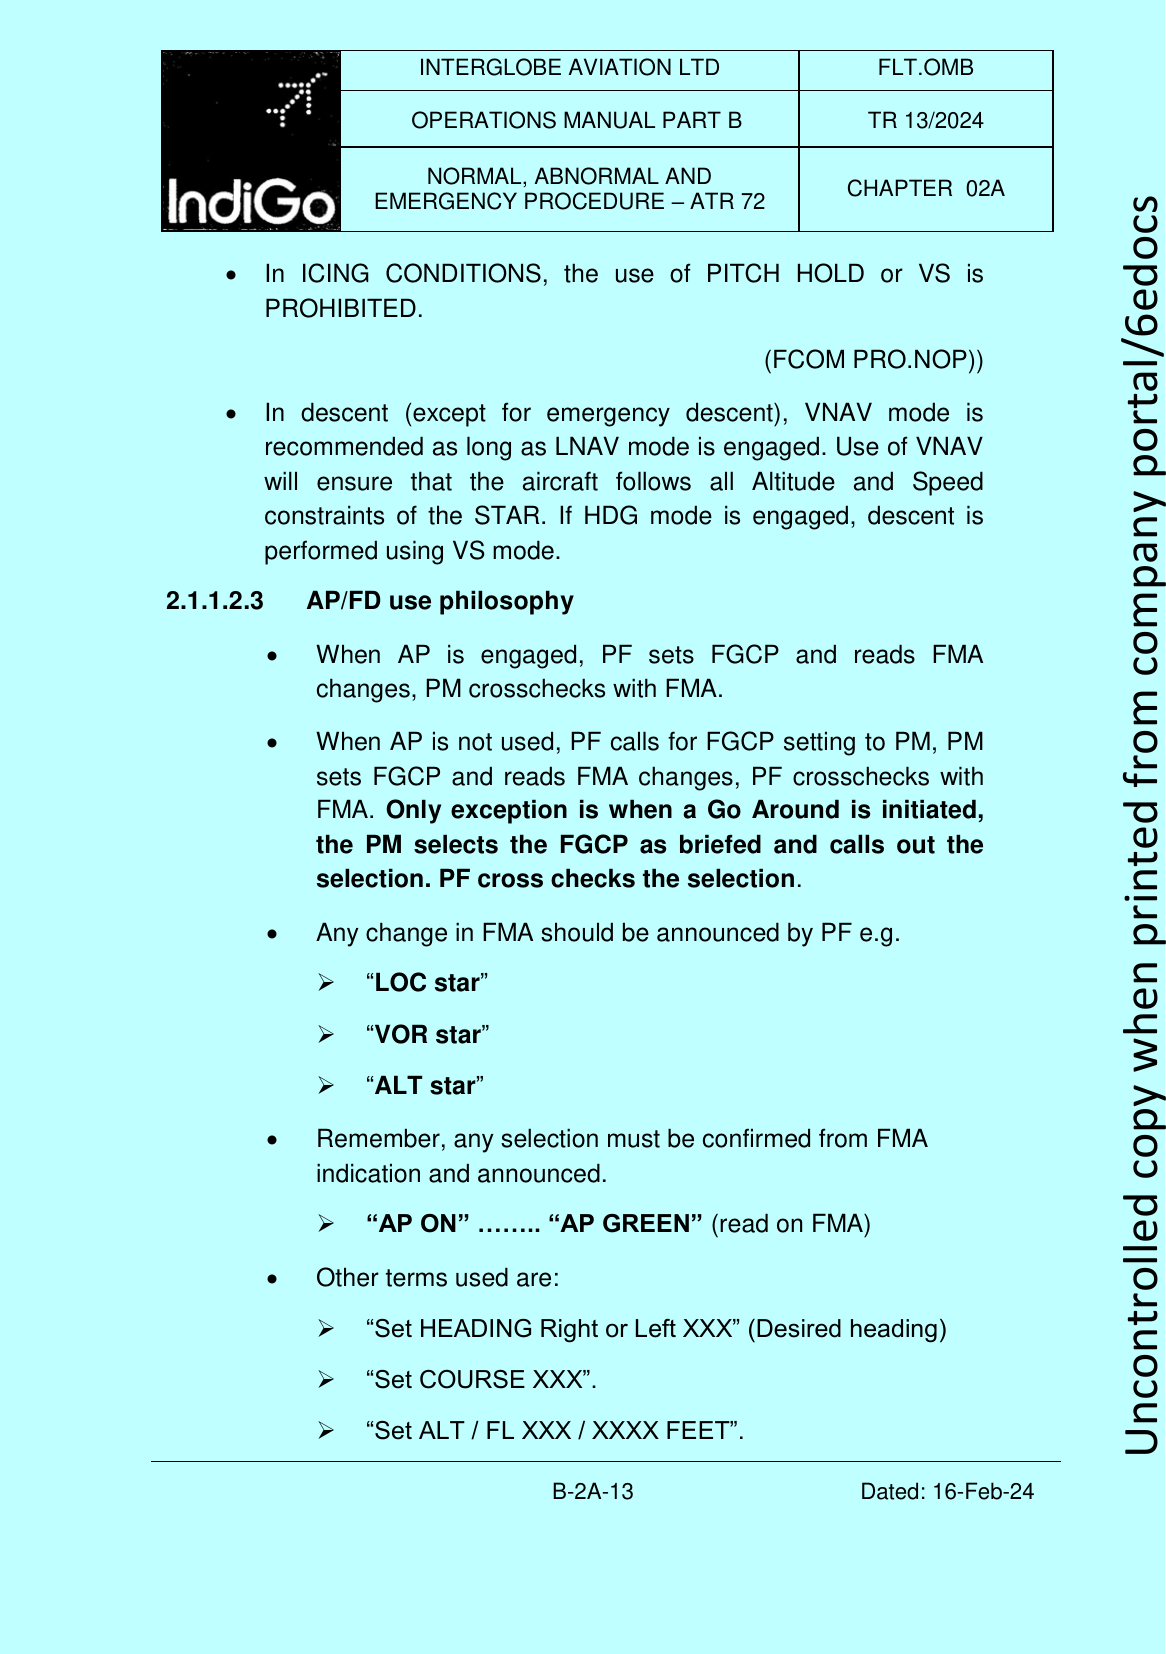 IndiGo
INTERGLOBE AVIATION LTD
FLT.OMB
OPERATIONS MANUAL PART B
TR 13/2024
NORMAL, ABNORMAL AND
EMERGENCY PROCEDURE – ATR 72
CHAPTER 02A
• In ICING CONDITIONS, the use of PITCH HOLD or VS is
PROHIBITED.
(FCOM PRO.NOP))
• In descent (except for emergency descent), VNAV mode is
recommended as long as LNAV mode is engaged. Use of VNAV
will ensure that the aircraft follows all Altitude and Speed
constraints of the STAR. If HDG mode is engaged, descent is
performed using VS mode.
2.1.1.2.3 AP/FD use philosophy
• When AP is engaged, PF sets FGCP and reads FMA
changes, PM crosschecks with FMA.
• When AP is not used, PF calls for FGCP setting to PM, PM
sets FGCP and reads FMA changes, PF crosschecks with
FMA. Only exception is when a Go Around is initiated,
the PM selects the FGCP as briefed and calls out the
selection. PF cross checks the selection.
• Any change in FMA should be announced by PF e.g.
➢ “LOC star”
➢ “VOR star”
➢ “ALT star”
• Remember, any selection must be confirmed from FMA
indication and announced.
➢ “AP ON” …….. “AP GREEN” (read on FMA)
• Other terms used are:
➢ “Set HEADING Right or Left XXX” (Desired heading)
➢ “Set COURSE XXX”.
➢ “Set ALT / FL XXX / XXXX FEET”.
B-2A-13
Dated: 16-Feb-24
Uncontrolled copy when printed from company portal/6edocs